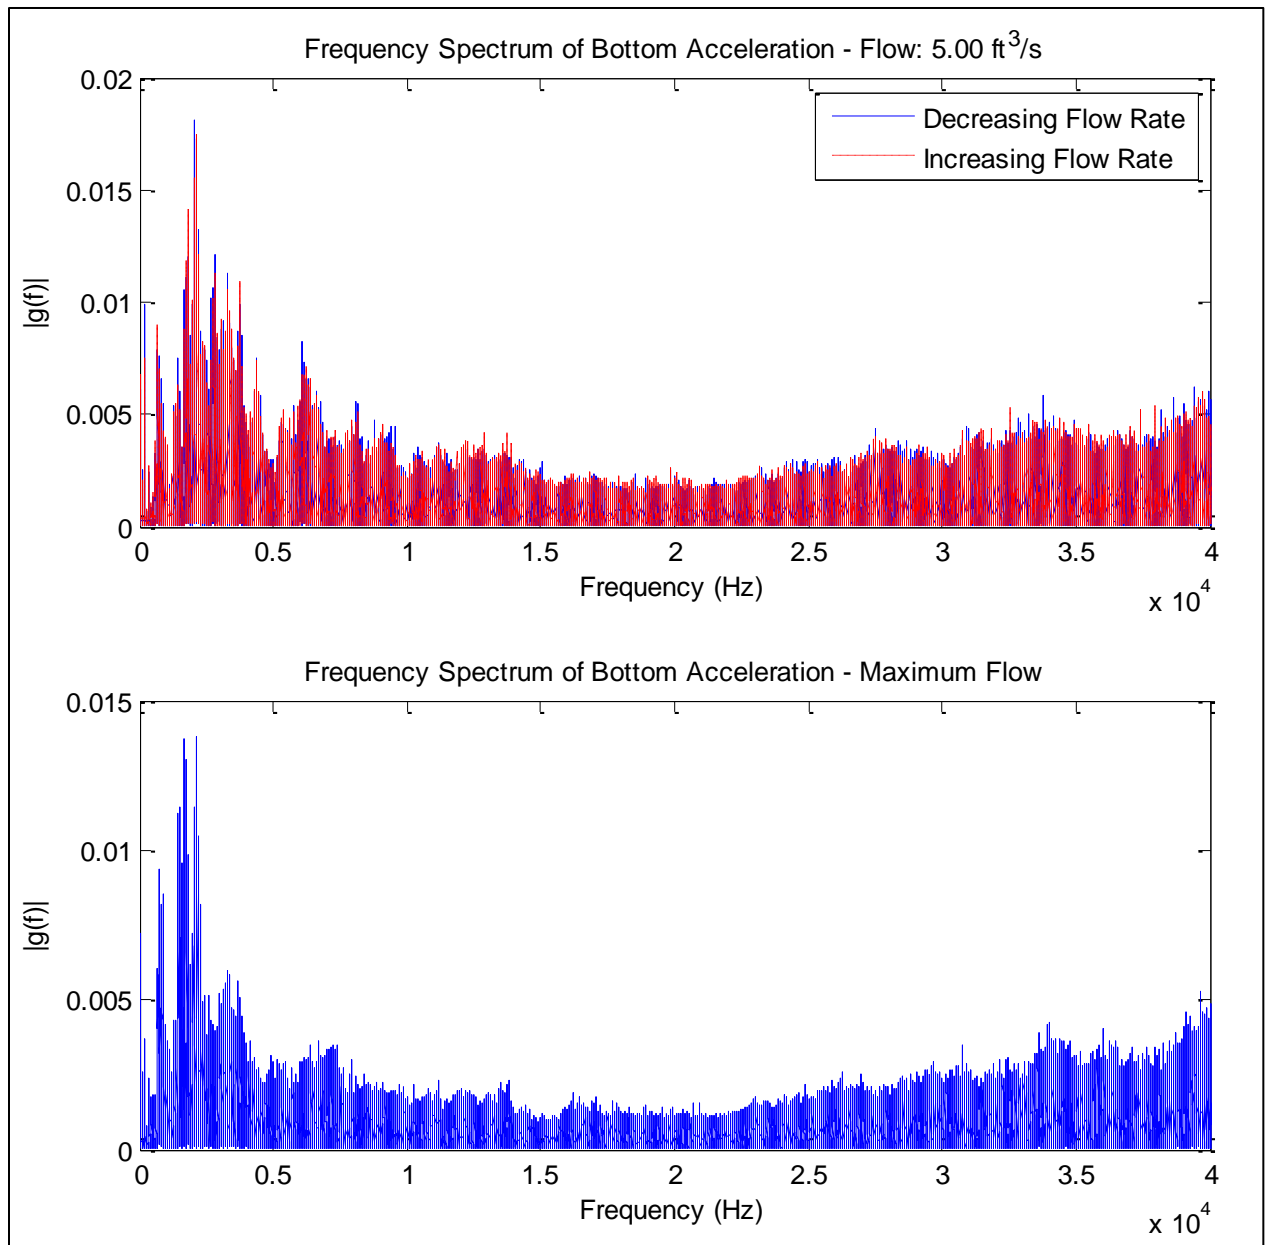 Frequency Spectrum of Bottom Acceleration - Flow: 5.00 ft³/s
0.02
0.015
0.01
0.005
0
|g(f)|
Decreasing Flow Rate
Increasing Flow Rate
0 0.5 1 1.5 2 2.5 3 3.5 4
Frequency (Hz)
x 10⁴
Frequency Spectrum of Bottom Acceleration - Maximum Flow
0.015
0.01
0.005
0
|g(f)|
0 0.5 1 1.5 2 2.5 3 3.5 4
Frequency (Hz)
x 10⁴